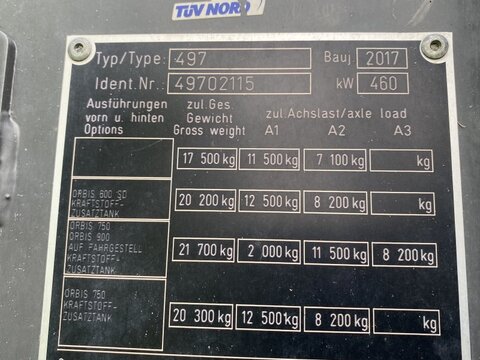 TÜV NORD
Typ/Type: 497 Bauj 2017
Ident.Nr.: 49702115 kW 460
Ausführungen zul.Ges. zul.Achslast/axle load
vorn u. hinten Gewicht
Options Gross weight A1 A2 A3
17 500 kg 11 500 kg 7 100 kg kg
ORBIS 600 SD
KRAFTSTOFF-
ZUSATZTANK
20 200 kg 12 500 kg 8 200 kg kg
ORBIS 750
ORBIS 900
AUF FAHRGESTELL
KRAFTSTOFF-
ZUSATZTANK
21 700 kg 2 000 kg 11 500 kg 8 200 kg
ORBIS 750
KRAFTSTOFF-
ZUSATZTANK
20 300 kg 12 500 kg 8 200 kg kg